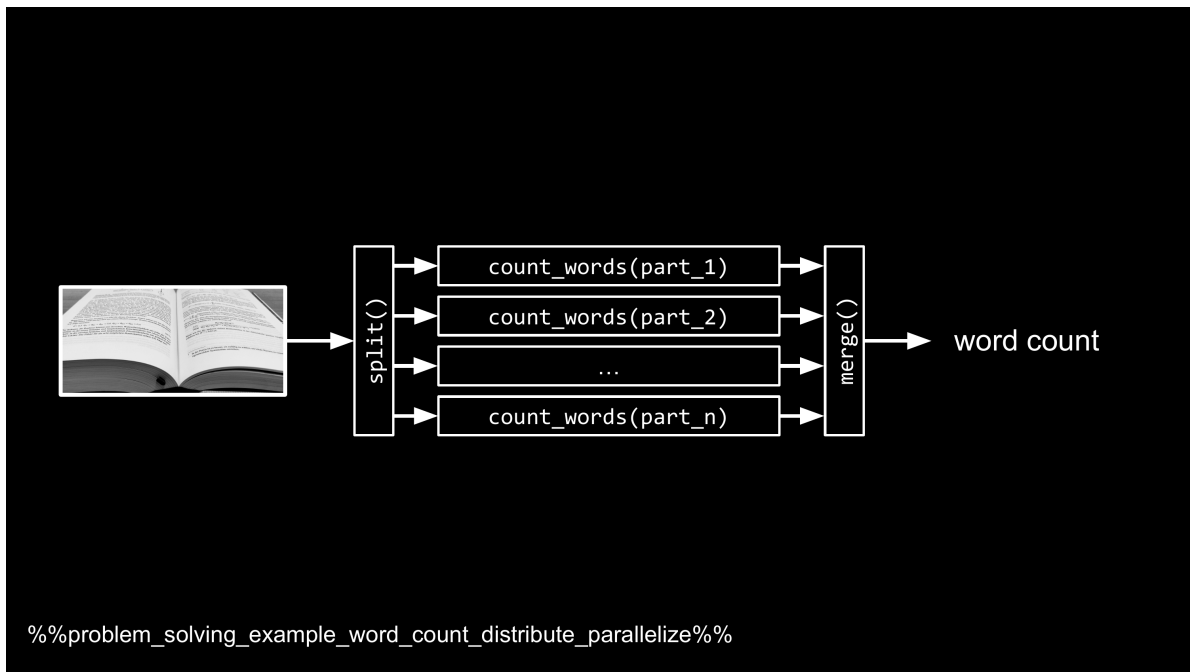 split()
count_words(part_1)
count_words(part_2)
...
count_words(part_n)
merge()
word count
%%problem_solving_example_word_count_distribute_parallelize%%